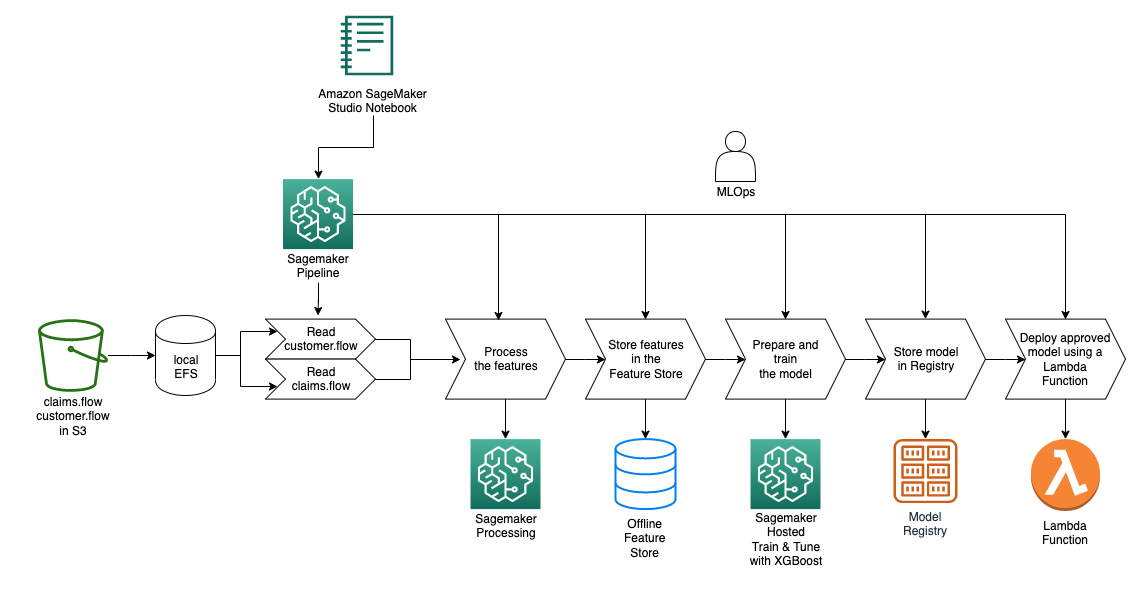 Amazon SageMaker
Studio Notebook
MLOps
Sagemaker
Pipeline
claims.flow
customer.flow
in S3
local
EFS
Read
customer.flow
Read
claims.flow
Process
the features
Store features
in the
Feature Store
Prepare and
train
the model
Store model
in Registry
Deploy approved
model using a
Lambda
Function
Sagemaker
Processing
Offline
Feature
Store
Sagemaker
Hosted
Train & Tune
with XGBoost
Model
Registry
Lambda
Function